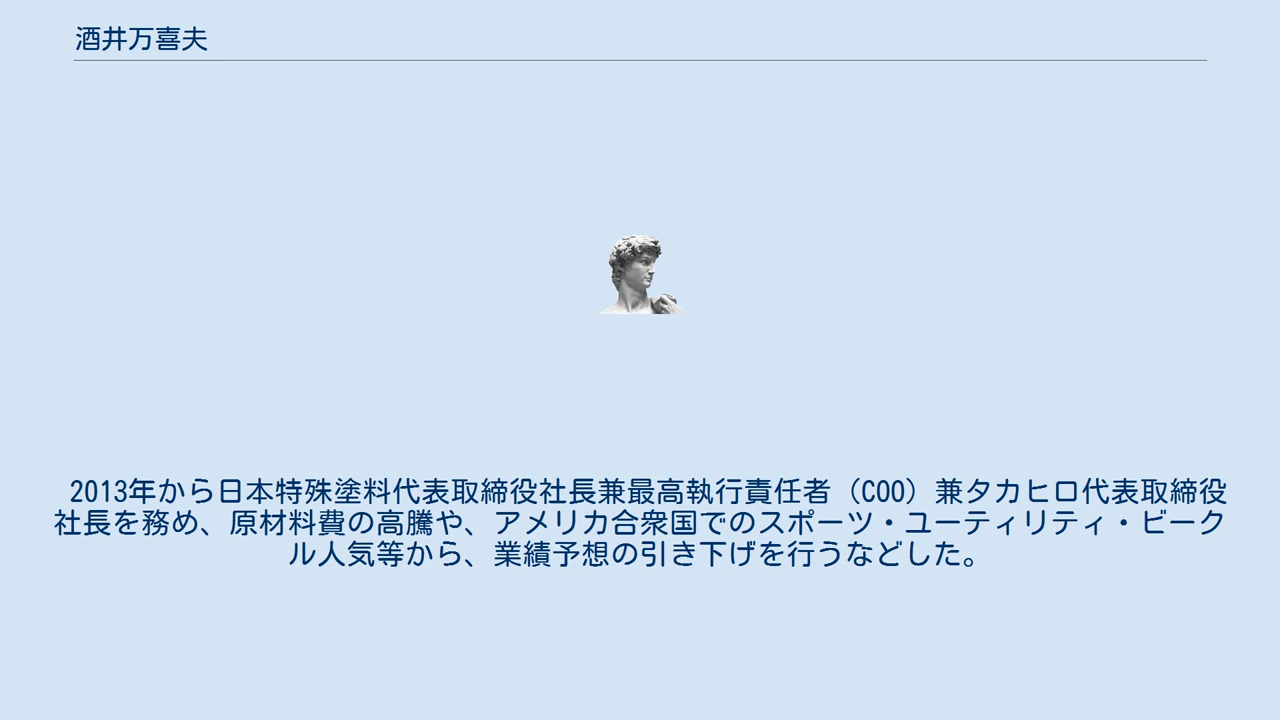 酒井万喜夫
2013年から日本特殊塗料代表取締役社長兼最高執行責任者（COO）兼タカヒロ代表取締役
社長を務め、原材料費の高騰や、アメリカ合衆国でのスポーツ・ユーティリティ・ビーク
ル人気等から、業績予想の引き下げを行うなどした。